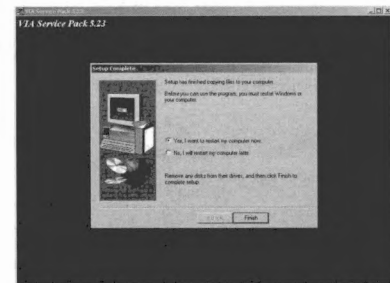 VIA Service Pack 5.23
VIA Service Pack 5.23
Setup Complete
Setup has finished copying files to your computer.
Before you can use the program, you must restart Windows or
your computer.
Yes, I want to restart my computer now.
No, I will restart my computer later.
Remove any disks from their drives, and then click Finish to
complete setup.
Finish